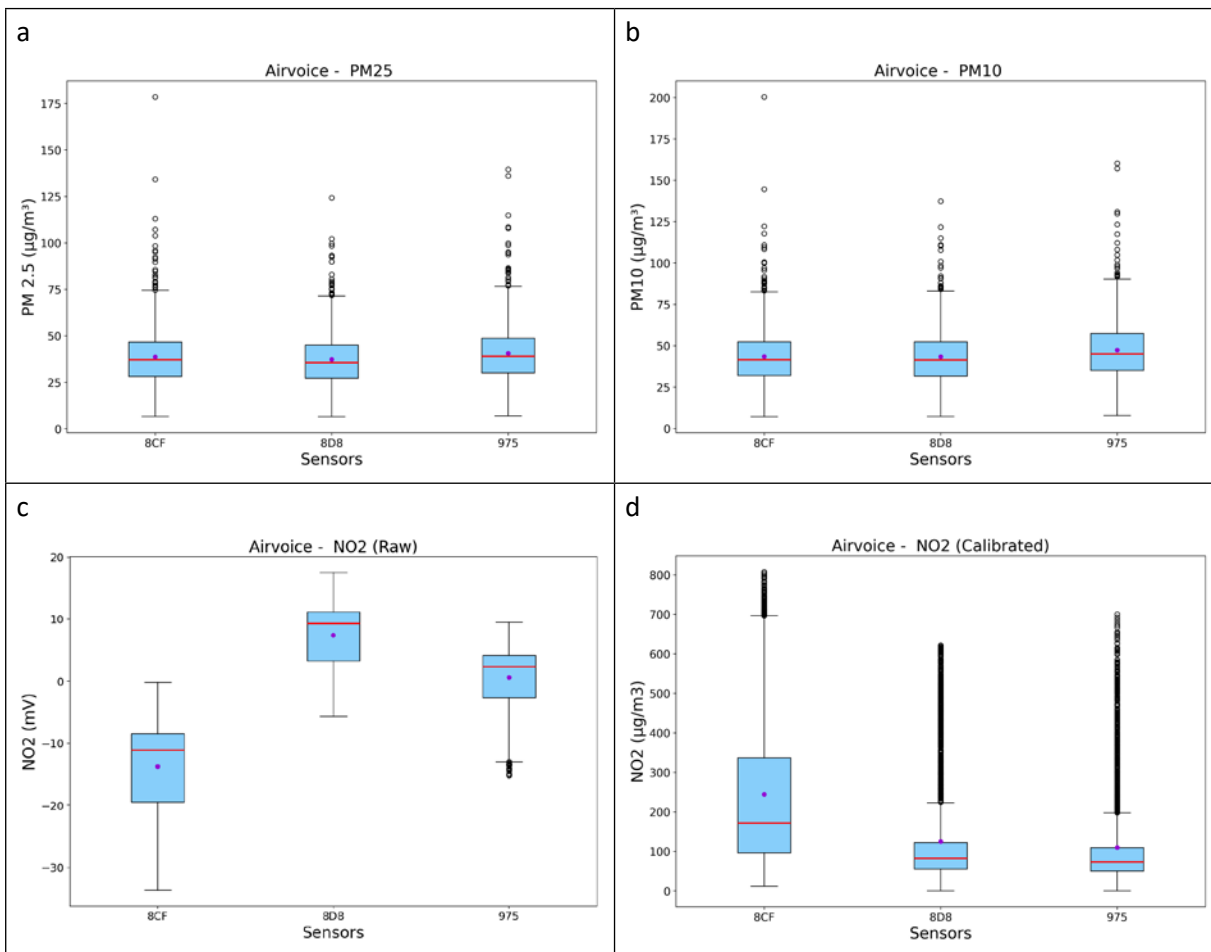 a
Airvoice - PM25
PM 2.5 (µg/m³)
175
150
125
100
75
50
25
0
8CF
8D8
975
Sensors
b
Airvoice - PM10
PM10 (µg/m³)
200
175
150
125
100
75
50
25
0
8CF
8D8
975
Sensors
c
Airvoice - NO2 (Raw)
NO2 (mV)
20
10
0
−10
−20
−30
8CF
8D8
975
Sensors
d
Airvoice - NO2 (Calibrated)
NO2 (µg/m3)
800
700
600
500
400
300
200
100
0
8CF
8D8
975
Sensors